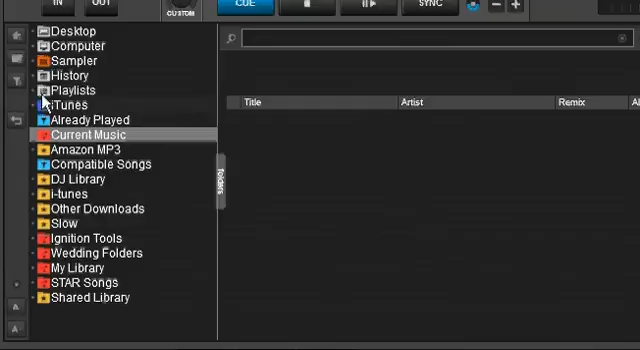 IN OUT CUSTOM CUE SYNC
Desktop
Computer
Sampler
History
Playlists
Title Artist Remix Al
iTunes
Already Played
Current Music
Amazon MP3
Compatible Songs
DJ Library
folders
i-tunes
Other Downloads
Slow
Ignition Tools
Wedding Folders
My Library
STAR Songs
Shared Library
A
A